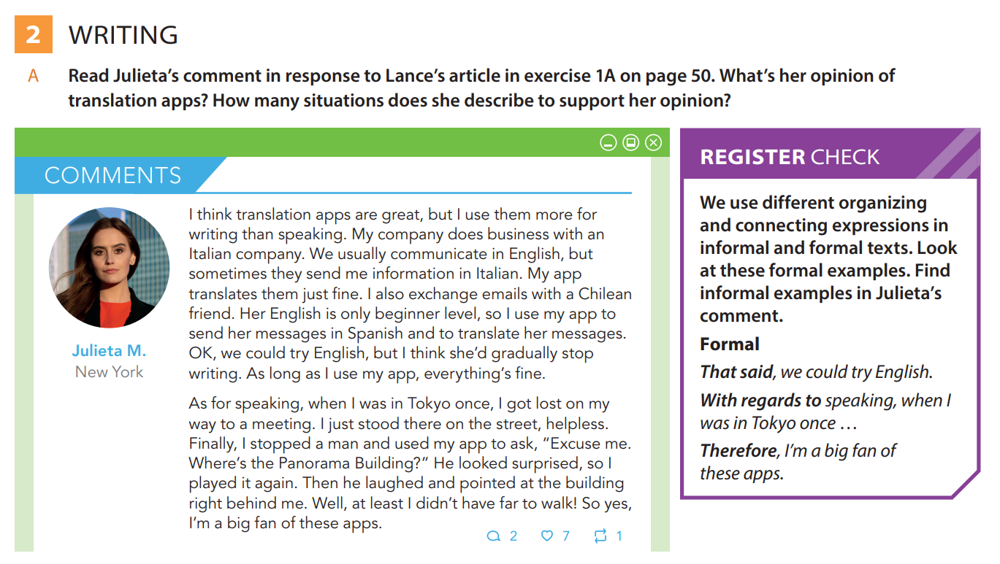 2 WRITING
A Read Julieta's comment in response to Lance's article in exercise 1A on page 50. What's her opinion of
translation apps? How many situations does she describe to support her opinion?
COMMENTS
Julieta M.
New York
I think translation apps are great, but I use them more for
writing than speaking. My company does business with an
Italian company. We usually communicate in English, but
sometimes they send me information in Italian. My app
translates them just fine. I also exchange emails with a Chilean
friend. Her English is only beginner level, so I use my app to
send her messages in Spanish and to translate her messages.
OK, we could try English, but I think she'd gradually stop
writing. As long as I use my app, everything's fine.
As for speaking, when I was in Tokyo once, I got lost on my
way to a meeting. I just stood there on the street, helpless.
Finally, I stopped a man and used my app to ask, "Excuse me.
Where's the Panorama Building?" He looked surprised, so I
played it again. Then he laughed and pointed at the building
right behind me. Well, at least I didn't have far to walk! So yes,
I'm a big fan of these apps.
2 7 1
REGISTER CHECK
We use different organizing
and connecting expressions in
informal and formal texts. Look
at these formal examples. Find
informal examples in Julieta's
comment.
Formal
That said, we could try English.
With regards to speaking, when I
was in Tokyo once …
Therefore, I'm a big fan of
these apps.